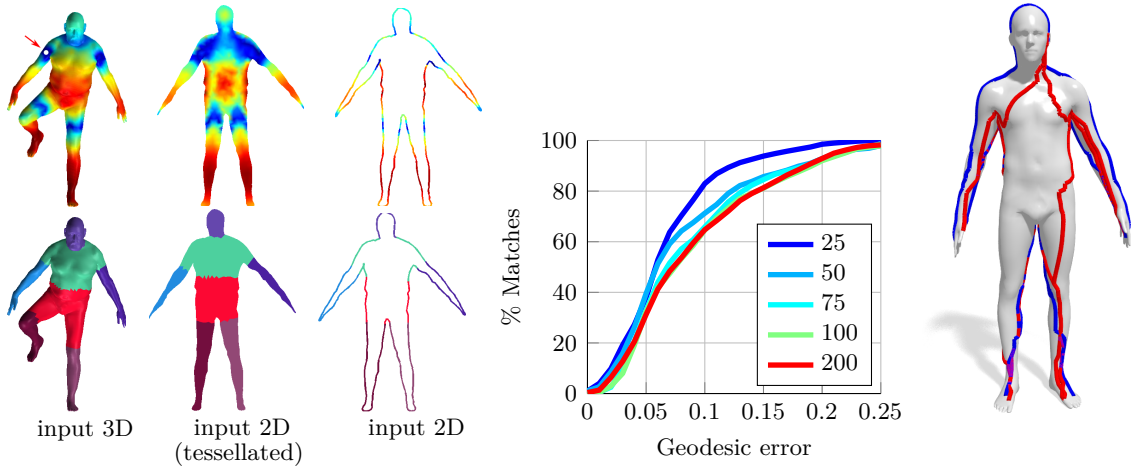 input 3D
input 2D
(tessellated)
input 2D
% Matches
100
80
60
40
20
0
0
0.05
0.1
0.15
0.2
0.25
Geodesic error
25
50
75
100
200